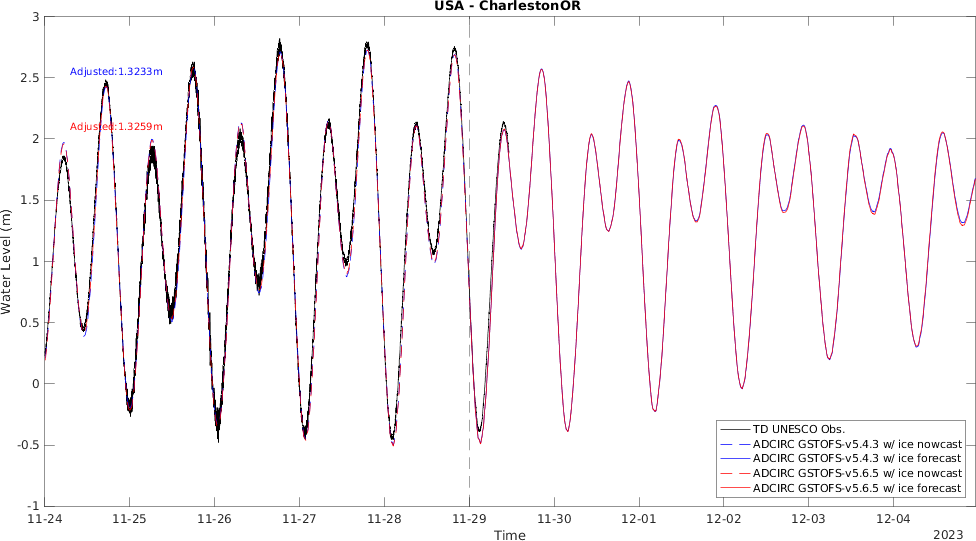 USA - CharlestonOR
3
2.5
2
1.5
1
0.5
0
-0.5
-1
Water Level (m)
Adjusted:1.3233m
Adjusted:1.3259m
TD UNESCO Obs.
ADCIRC GSTOFS-v5.4.3 w/ ice nowcast
ADCIRC GSTOFS-v5.4.3 w/ ice forecast
ADCIRC GSTOFS-v5.6.5 w/ ice nowcast
ADCIRC GSTOFS-v5.6.5 w/ ice forecast
11-24 11-25 11-26 11-27 11-28 11-29 11-30 12-01 12-02 12-03 12-04
Time
2023